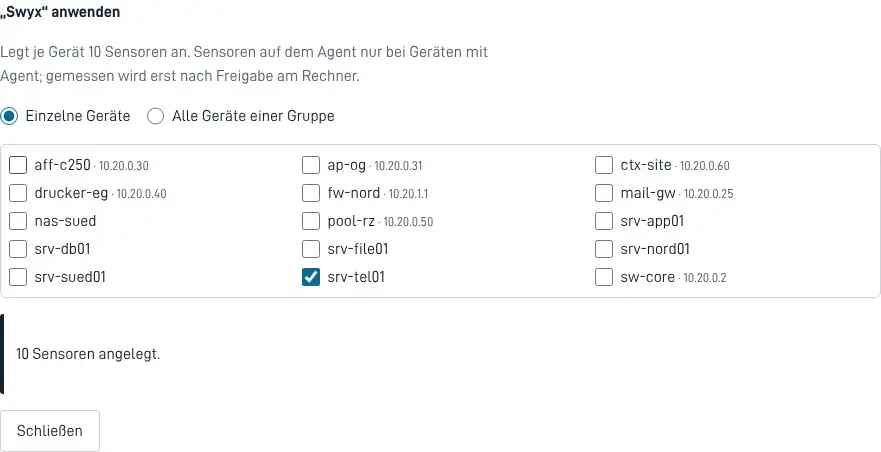 „Swyx“ anwenden
Legt je Gerät 10 Sensoren an. Sensoren auf dem Agent nur bei Geräten mit
Agent; gemessen wird erst nach Freigabe am Rechner.
Einzelne Geräte Alle Geräte einer Gruppe
aff-c250 · 10.20.0.30 ap-og · 10.20.0.31 ctx-site · 10.20.0.60
drucker-eg · 10.20.0.40 fw-nord · 10.20.1.1 mail-gw · 10.20.0.25
nas-sued pool-rz · 10.20.0.50 srv-app01
srv-db01 srv-file01 srv-nord01
srv-sued01 srv-tel01 sw-core · 10.20.0.2
10 Sensoren angelegt.
Schließen